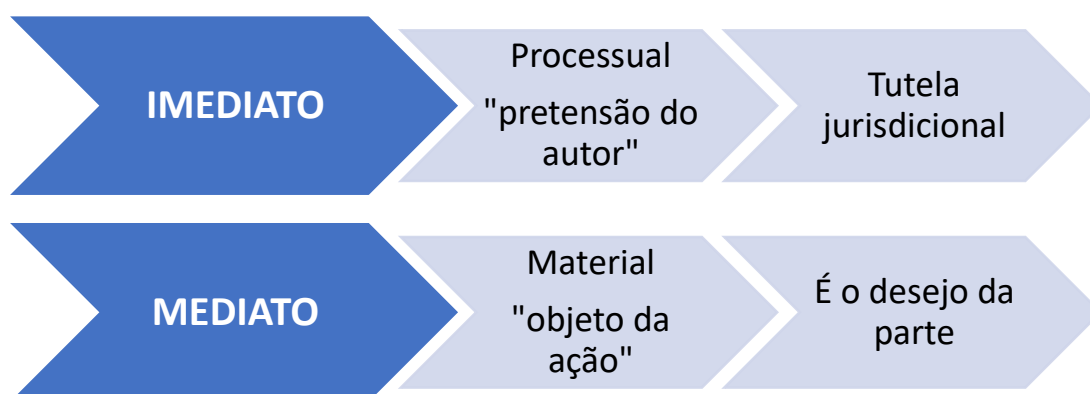 IMEDIATO
Processual
"pretensão do
autor"
Tutela
jurisdicional
MEDIATO
Material
"objeto da
ação"
É o desejo da
parte